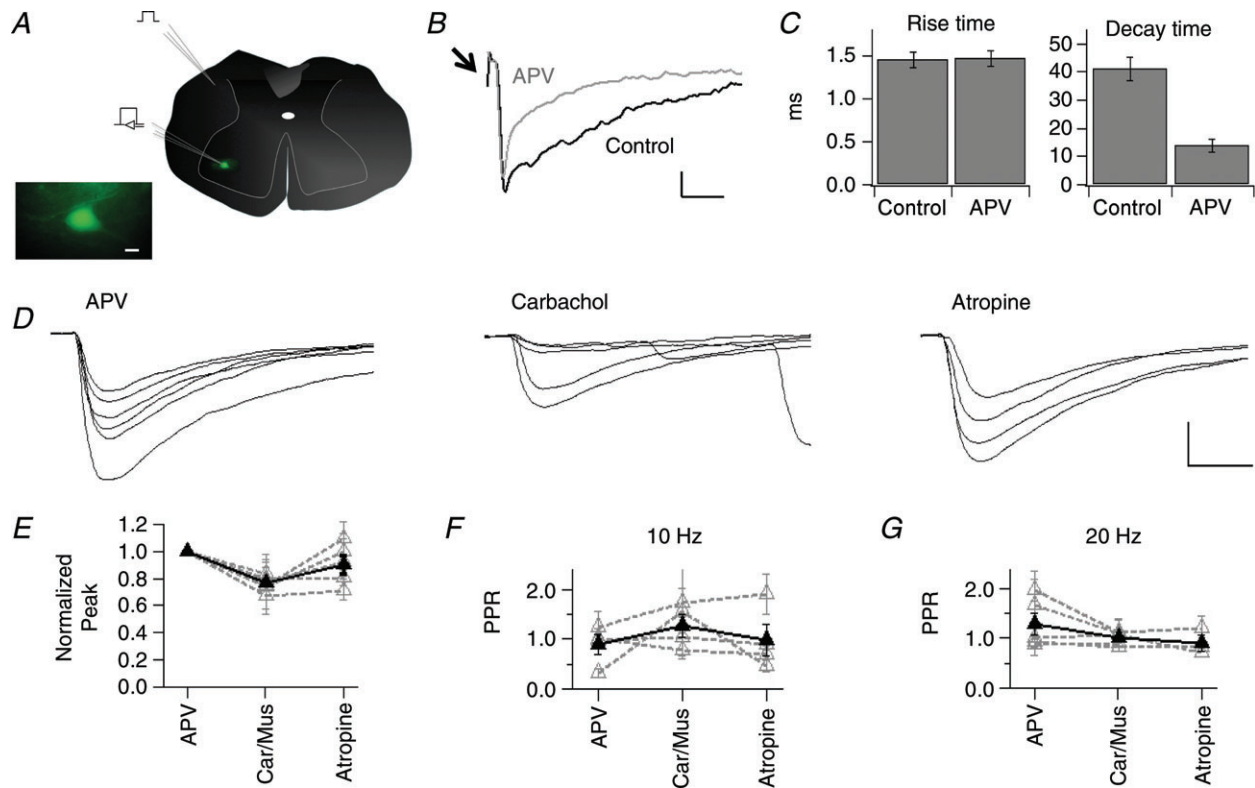 A
B
APV
Control
C
Rise time
ms
1.5
1.0
0.5
0.0
Control APV
Decay time
50
40
30
20
10
0
Control APV
D
APV
Carbachol
Atropine
E
Normalized
Peak
1.2
1.0
0.8
0.6
0.4
0.2
0.0
APV
Car/Mus
Atropine
F
10 Hz
PPR
2.0
1.0
0.0
APV
Car/Mus
Atropine
G
20 Hz
PPR
2.0
1.0
0.0
APV
Car/Mus
Atropine